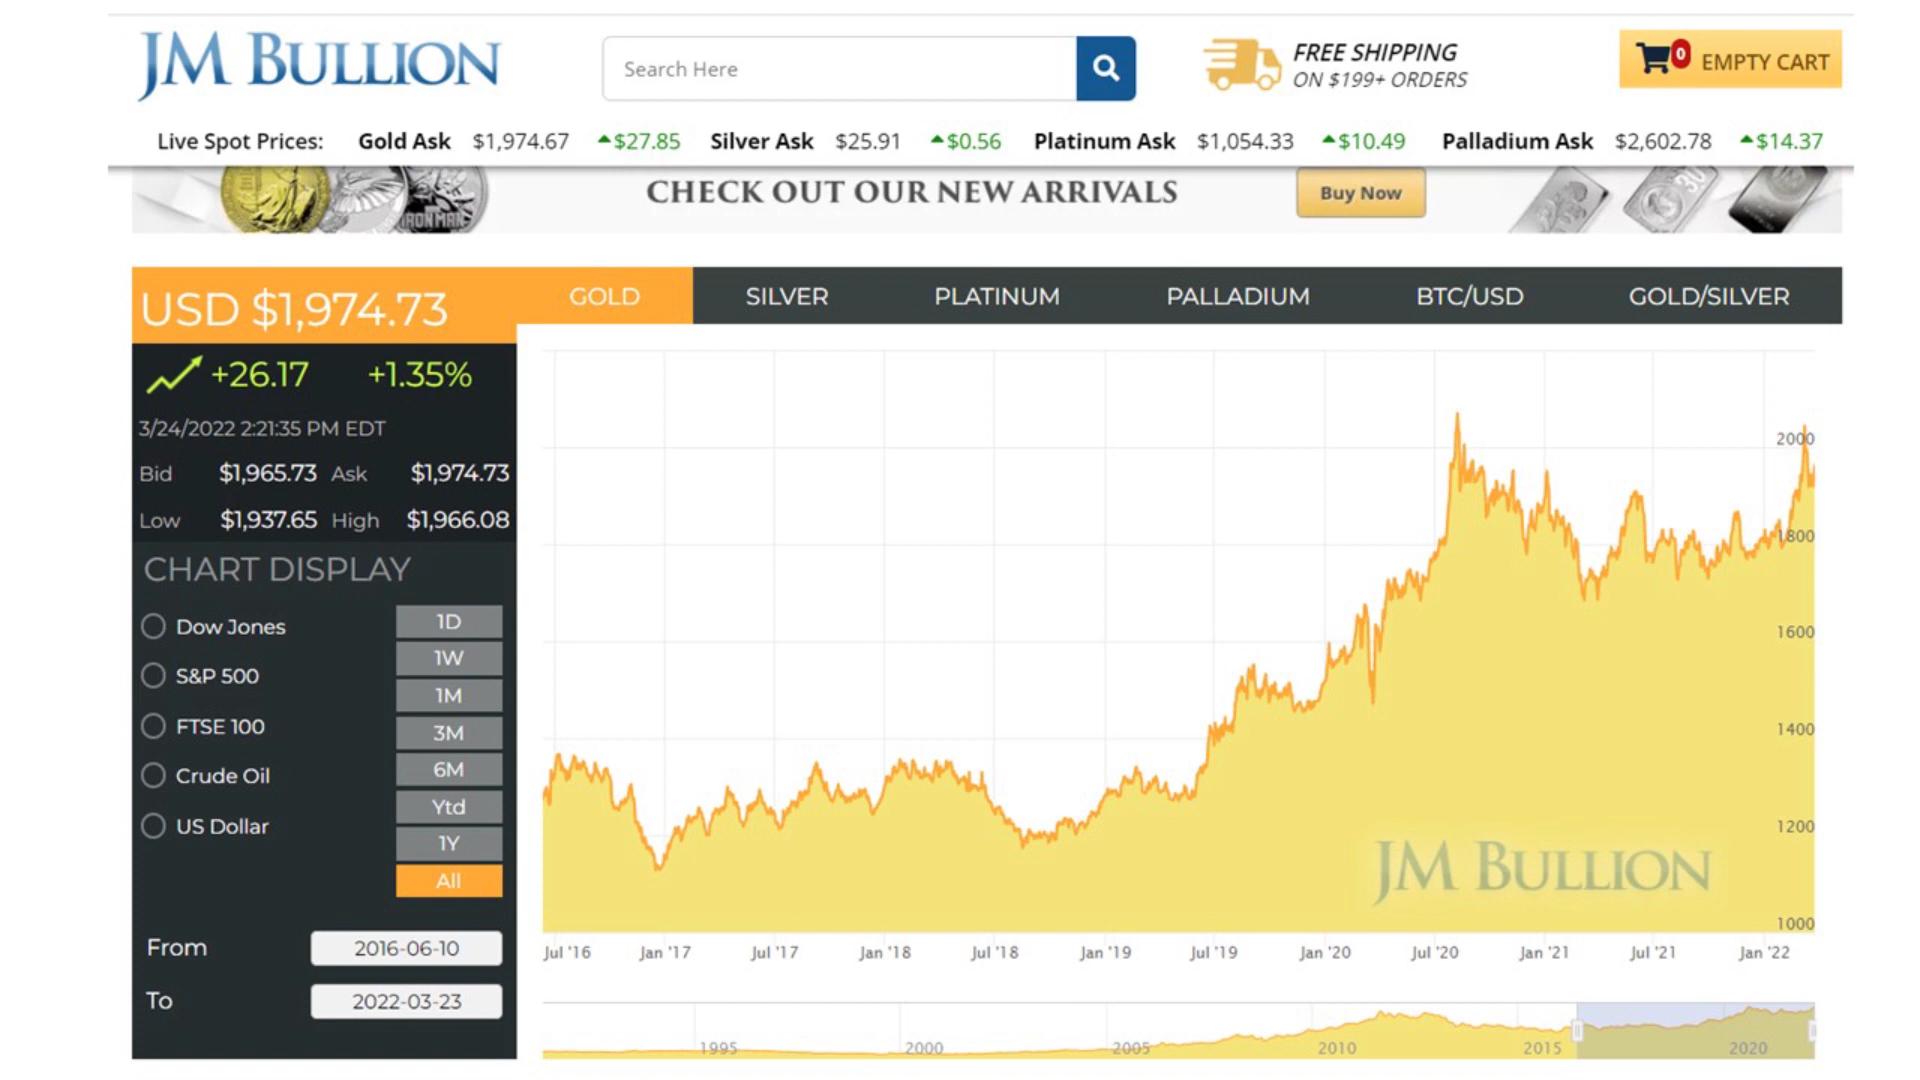 JM BULLION
Search Here
FREE SHIPPING
ON $199+ ORDERS
0 EMPTY CART
Live Spot Prices: Gold Ask $1,974.67 $27.85 Silver Ask $25.91 $0.56 Platinum Ask $1,054.33 $10.49 Palladium Ask $2,602.78 $14.37
IRON MAN
CHECK OUT OUR NEW ARRIVALS
Buy Now
USD $1,974.73
GOLD SILVER PLATINUM PALLADIUM BTC/USD GOLD/SILVER
+26.17 +1.35%
3/24/2022 2:21:35 PM EDT
Bid $1,965.73 Ask $1,974.73
Low $1,937.65 High $1,966.08
CHART DISPLAY
Dow Jones
S&P 500
FTSE 100
Crude Oil
US Dollar
1D
1W
1M
3M
6M
Ytd
1Y
All
From 2016-06-10
To 2022-03-23
2000
1800
1600
1400
1200
1000
JM BULLION
Jul '16 Jan '17 Jul '17 Jan '18 Jul '18 Jan '19 Jul '19 Jan '20 Jul '20 Jan '21 Jul '21 Jan '22
1995 2000 2005 2010 2015 2020